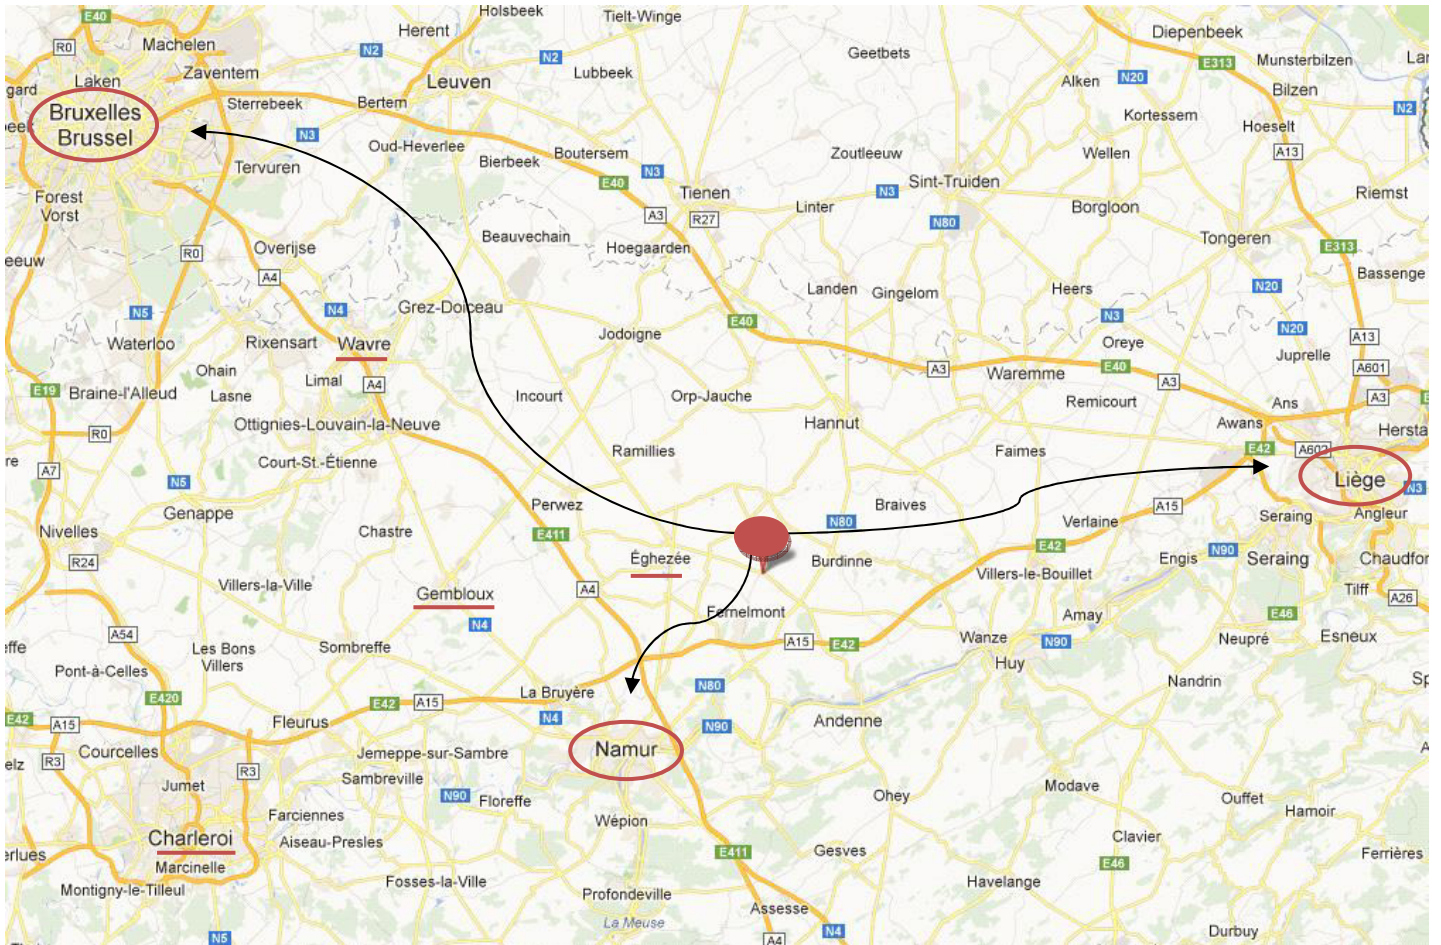 E40
Holsbeek
Tielt-Winge
Herent
Diepenbeek
R0
Machelen
N2
N2
Geetbets
E313
Munsterbilzen
Laken
Zaventem
Leuven
Lubbeek
Alken
N20
Bilzen
Sterrebeek
Bertem
Kortessem
N2
Bruxelles
Brussel
N3
Hoeselt
Oud-Heverlee
Bierbeek
Boutersem
Zoutleeuw
Wellen
A13
Tervuren
N3
E40
Tienen
N3
Sint-Truiden
Riemst
Forest
Vorst
Linter
Borgloon
A3
R27
N80
Beauvechain
Hoegaarden
Tongeren
E313
R0
Overijse
A4
Bassenge
Landen
Gingelom
Heers
N20
N5
N4
Grez-Doiceau
E40
N3
N20
Waterloo
Rixensart
Wavre
Jodoigne
Oreye
A13
Juprelle
Ohain
Limal
A4
A3
Waremme
E40
A3
A601
E19
Braine-l'Alleud
Lasne
Incourt
Orp-Jauche
Remicourt
Ans
A3
R0
Ottignies-Louvain-la-Neuve
Hannut
Awans
Herstal
Court-St.-Étienne
Ramillies
Faimes
E42
A602
A7
N5
Liège
N3
Genappe
Perwez
Braives
A15
Seraing
Angleur
Nivelles
Chastre
E411
N80
Verlaine
R24
Éghezée
Burdinne
E42
Engis
N90
Seraing
Chaudfon
Villers-la-Ville
Gembloux
A4
Villers-le-Bouillet
Tilff
A26
N4
Fernelmont
Amay
E46
A54
Les Bons
Villers
Sombreffe
A15
E42
Wanze
N90
Neupré
Esneux
Huy
Pont-à-Celles
E420
La Bruyère
N80
Nandrin
E42
A15
E42
A15
Fleurus
N4
N90
Andenne
Courcelles
Jemeppe-sur-Sambre
Namur
R3
R3
Jumet
Sambreville
Modave
N90
Floreffe
Ohey
Ouffet
Hamoir
Farciennes
Wépion
Charleroi
Aiseau-Presles
Clavier
Marcinelle
E411
Gesves
E46
Ferrières
Montigny-le-Tilleul
Fosses-la-Ville
Profondeville
Havelange
Assesse
La Meuse
N5
A4
N4
Durbuy